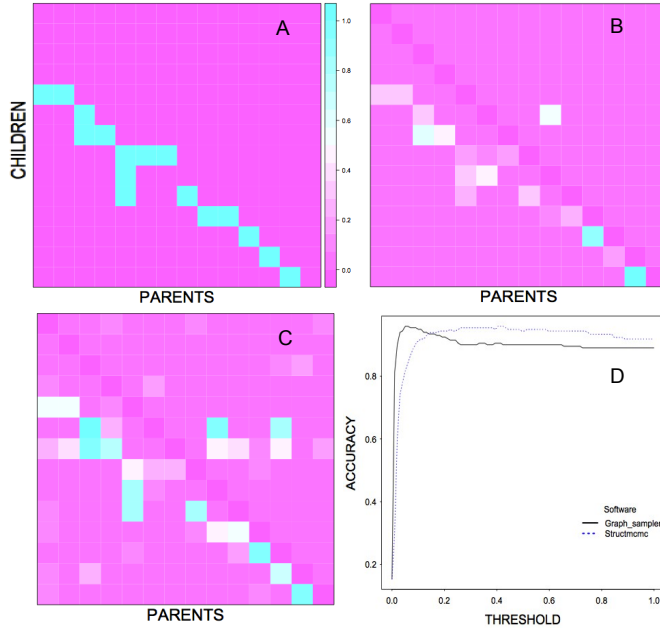 A
B
1.0
0.8
0.6
0.4
0.2
0.0
CHILDREN
PARENTS
PARENTS
C
D
0.8
0.6
0.4
0.2
ACCURACY
Software
Graph_sampler
Structmcmc
0.0 0.2 0.4 0.6 0.8 1.0
PARENTS
THRESHOLD